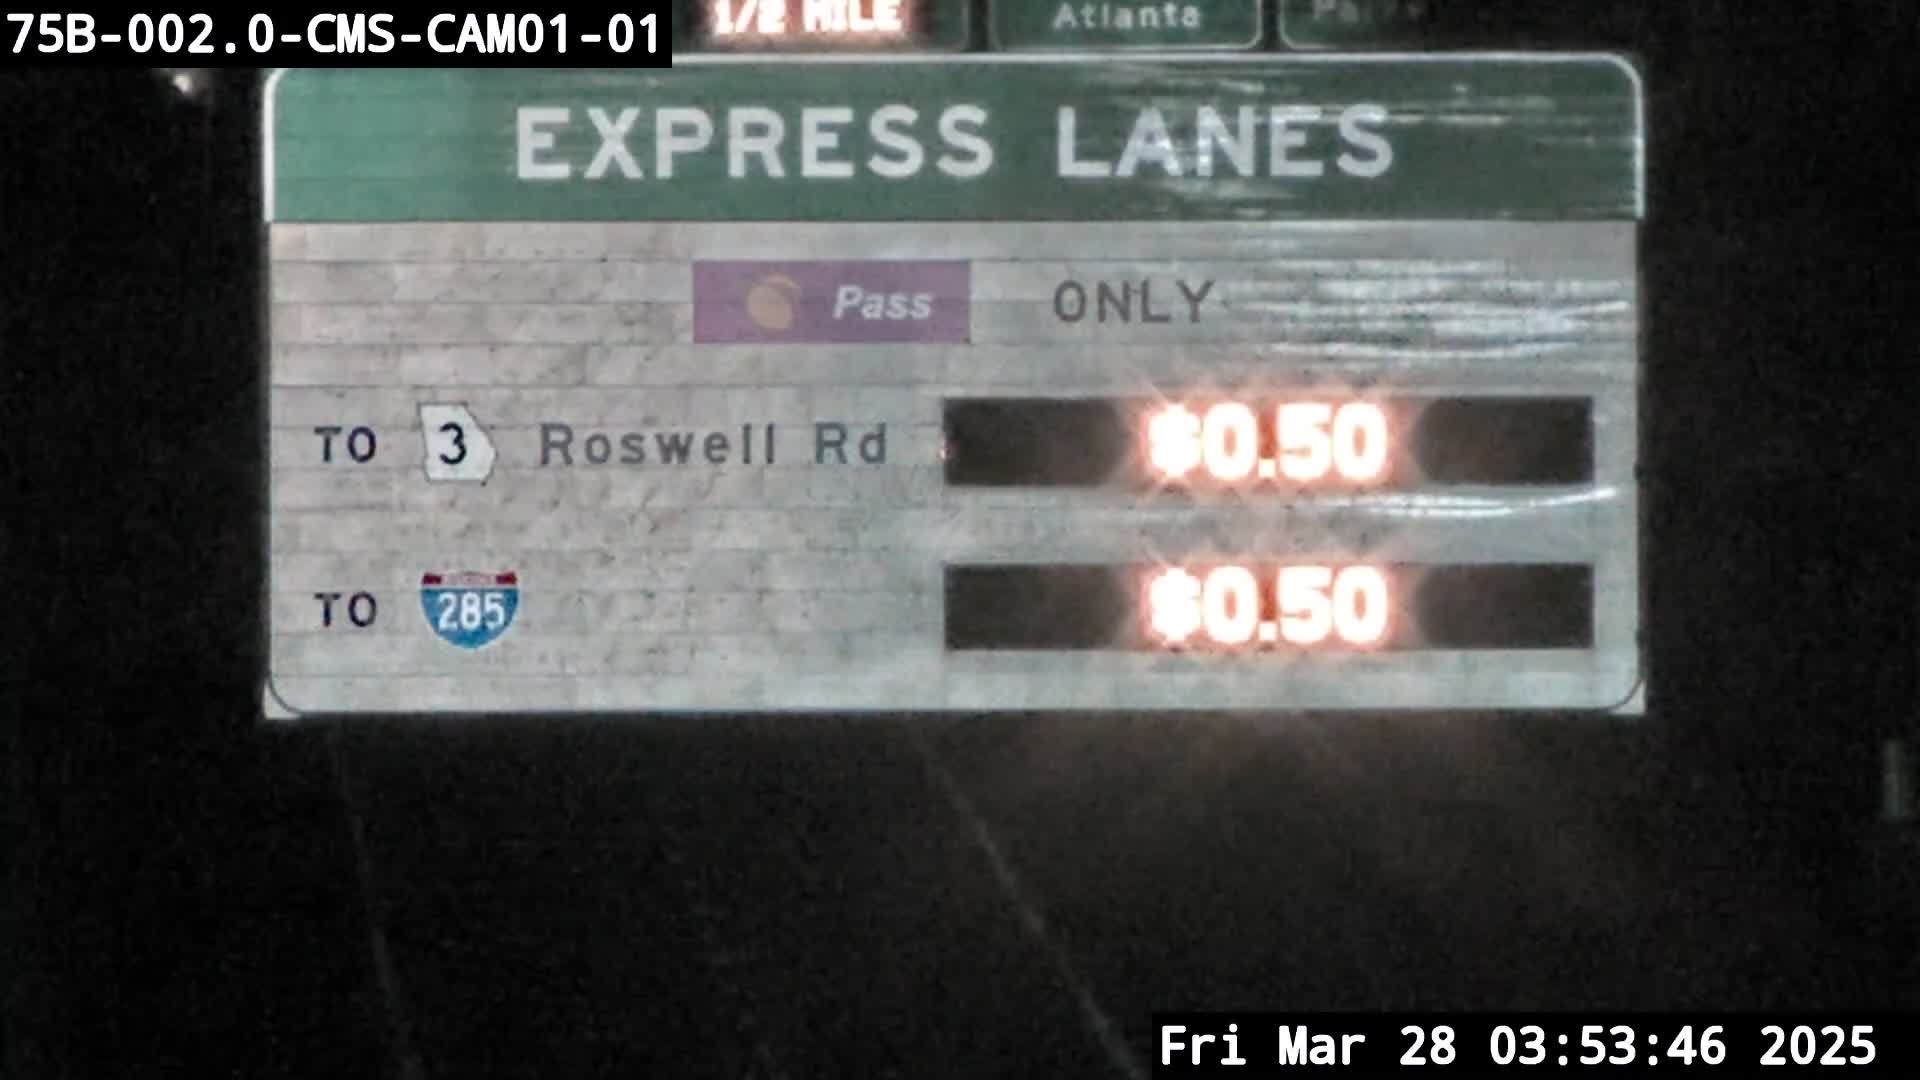 75B-002.0-CMS-CAM01-01
1/2 MILE
Atlanta
EXPRESS LANES
Pass ONLY
TO 3 Roswell Rd $0.50
TO 285 $0.50
Fri Mar 28 03:53:46 2025